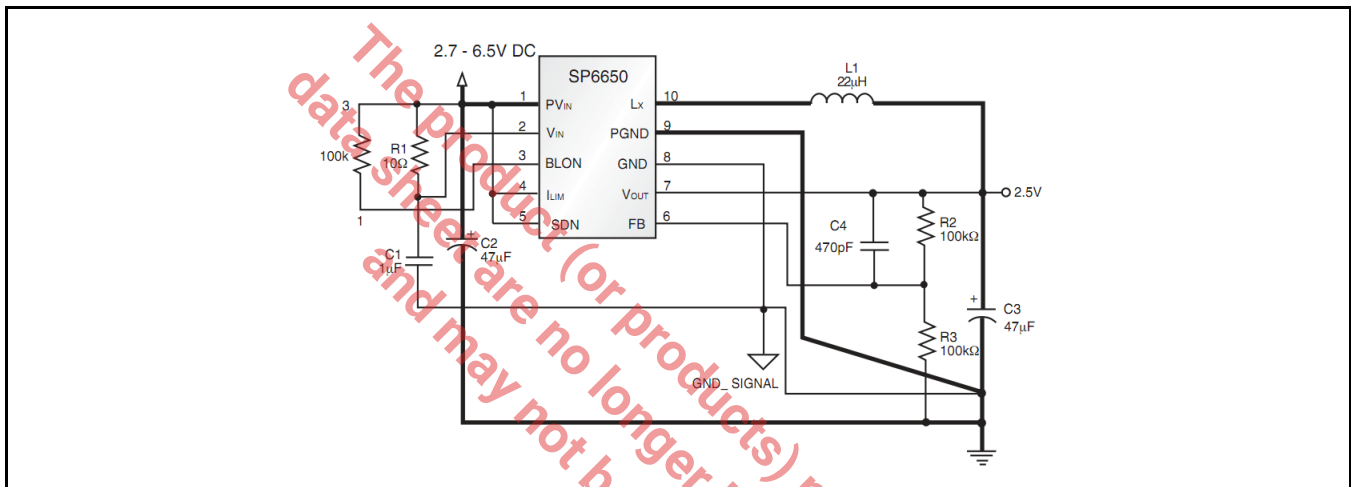 2.7 - 6.5V DC
SP6650
L1
22µH
1 PVIN
LX 10
2 VIN
PGND 9
3 BLON
GND 8
4 ILIM
VOUT 7
5 SDN
FB 6
3
100k
1
R1
10Ω
C1
1µF
+
C2
47µF
C4
470pF
R2
100kΩ
2.5V
R3
100kΩ
+
C3
47µF
GND_ SIGNAL
The product (or products)
data sheet are no longer
and may not b